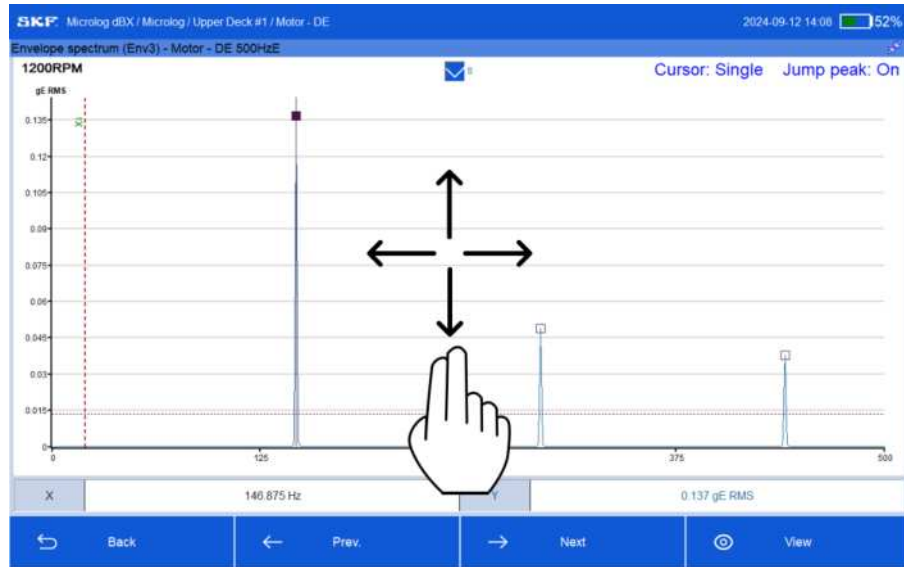 SKF. Microlog dBX / Microlog / Upper Deck #1 / Motor - DE 2024-09-12 14:08 52%
Envelope spectrum (Env3) - Motor - DE 500HzE
1200RPM Cursor: Single Jump peak: On
gE RMS
0.135
X1
0.12
0.105
0.09
0.075
0.06
0.045
0.03
0.015
0
0 125 375 500
X 146.875 Hz Y 0.137 gE RMS
Back Prev. Next View